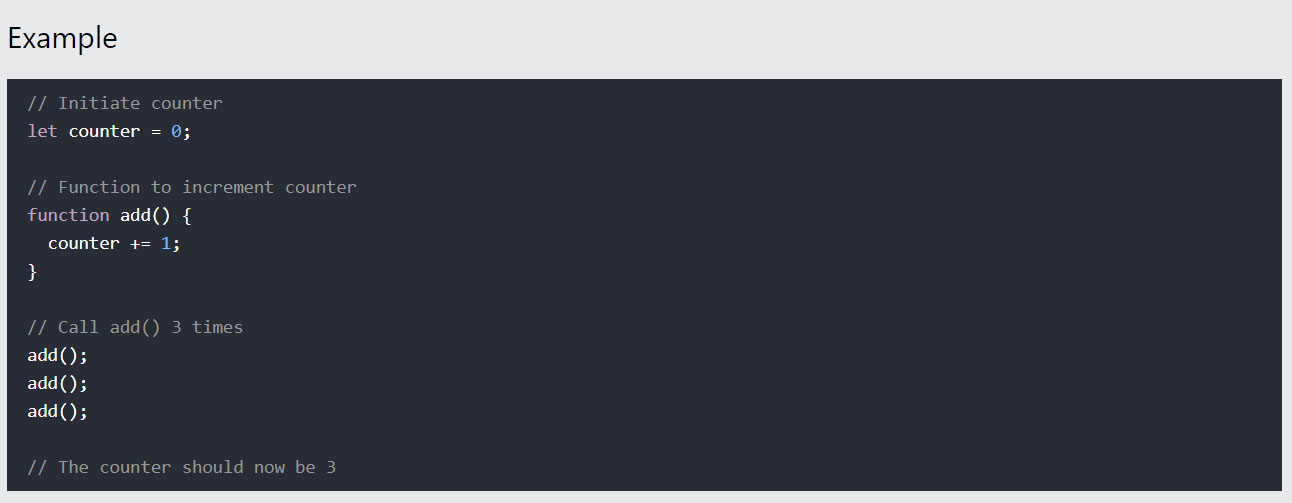 Example
// Initiate counter
let counter = 0;
// Function to increment counter
function add() {
  counter += 1;
}
// Call add() 3 times
add();
add();
add();
// The counter should now be 3